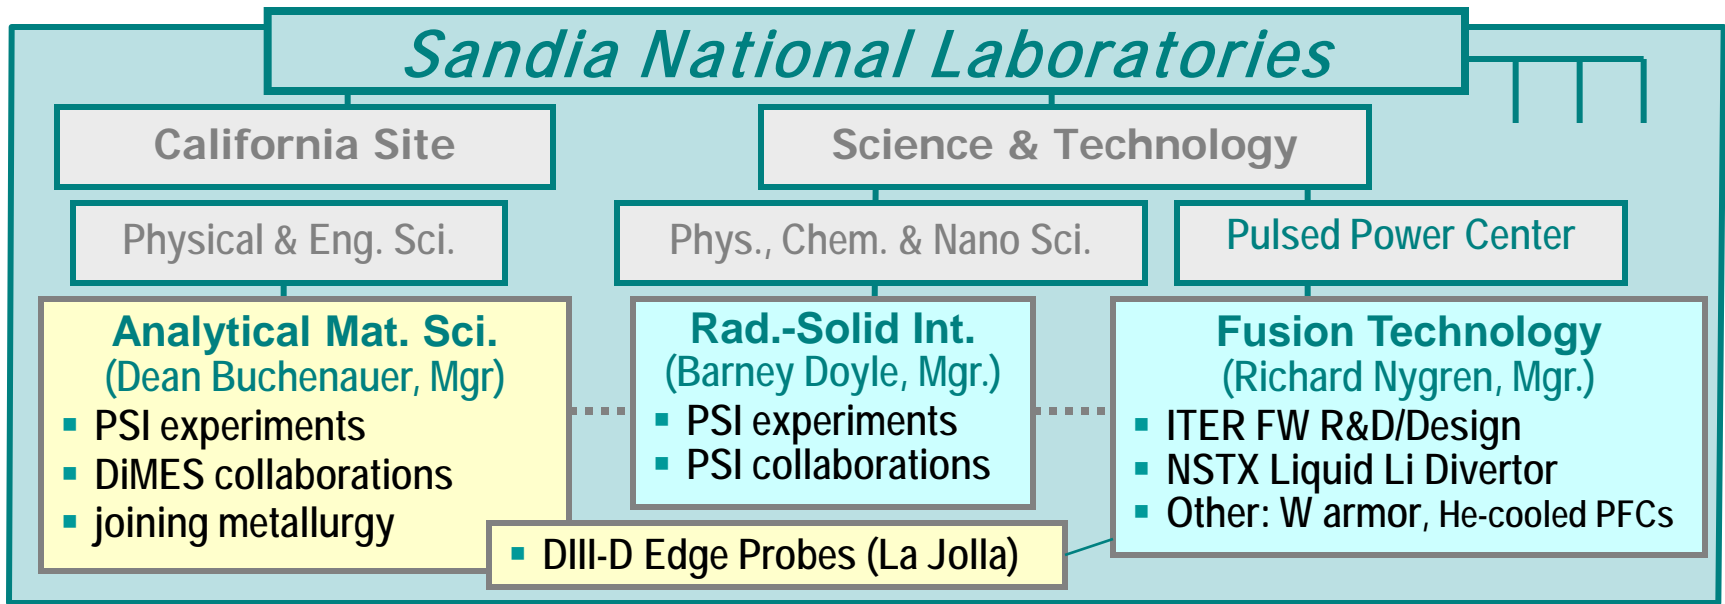 Sandia National Laboratories
California Site
Science & Technology
Physical & Eng. Sci.
Phys., Chem. & Nano Sci.
Pulsed Power Center
Analytical Mat. Sci.
(Dean Buchenauer, Mgr)
▪ PSI experiments
▪ DiMES collaborations
▪ joining metallurgy
Rad.-Solid Int.
(Barney Doyle, Mgr.)
▪ PSI experiments
▪ PSI collaborations
Fusion Technology
(Richard Nygren, Mgr.)
▪ ITER FW R&D/Design
▪ NSTX Liquid Li Divertor
▪ Other: W armor, He-cooled PFCs
▪ DIII-D Edge Probes (La Jolla)